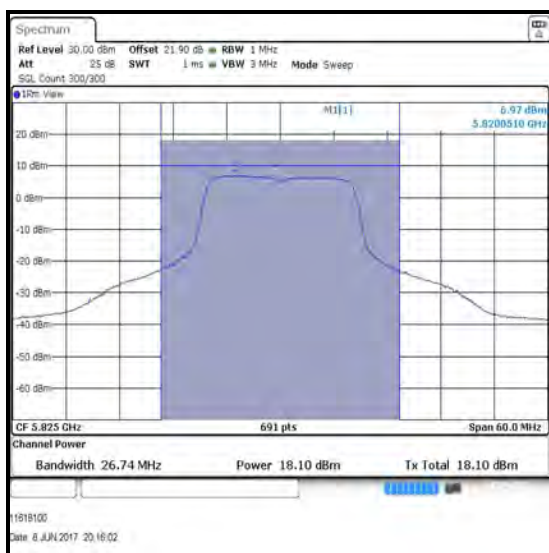 Spectrum
Ref Level 30.00 dBm Offset 21.90 dB RBW 1 MHz
Att 25 dB SWT 1 ms VBW 3 MHz Mode Sweep
SGL Count 300/300
1Rm View
M1[1] 6.97 dBm
5.8200510 GHz
20 dBm
10 dBm
0 dBm
-10 dBm
-20 dBm
-30 dBm
-40 dBm
-50 dBm
-60 dBm
CF 5.825 GHz 691 pts Span 60.0 MHz
Channel Power
Bandwidth 26.74 MHz Power 18.10 dBm Tx Total 18.10 dBm
11619100
Date 8 JUN 2017 20:16:02